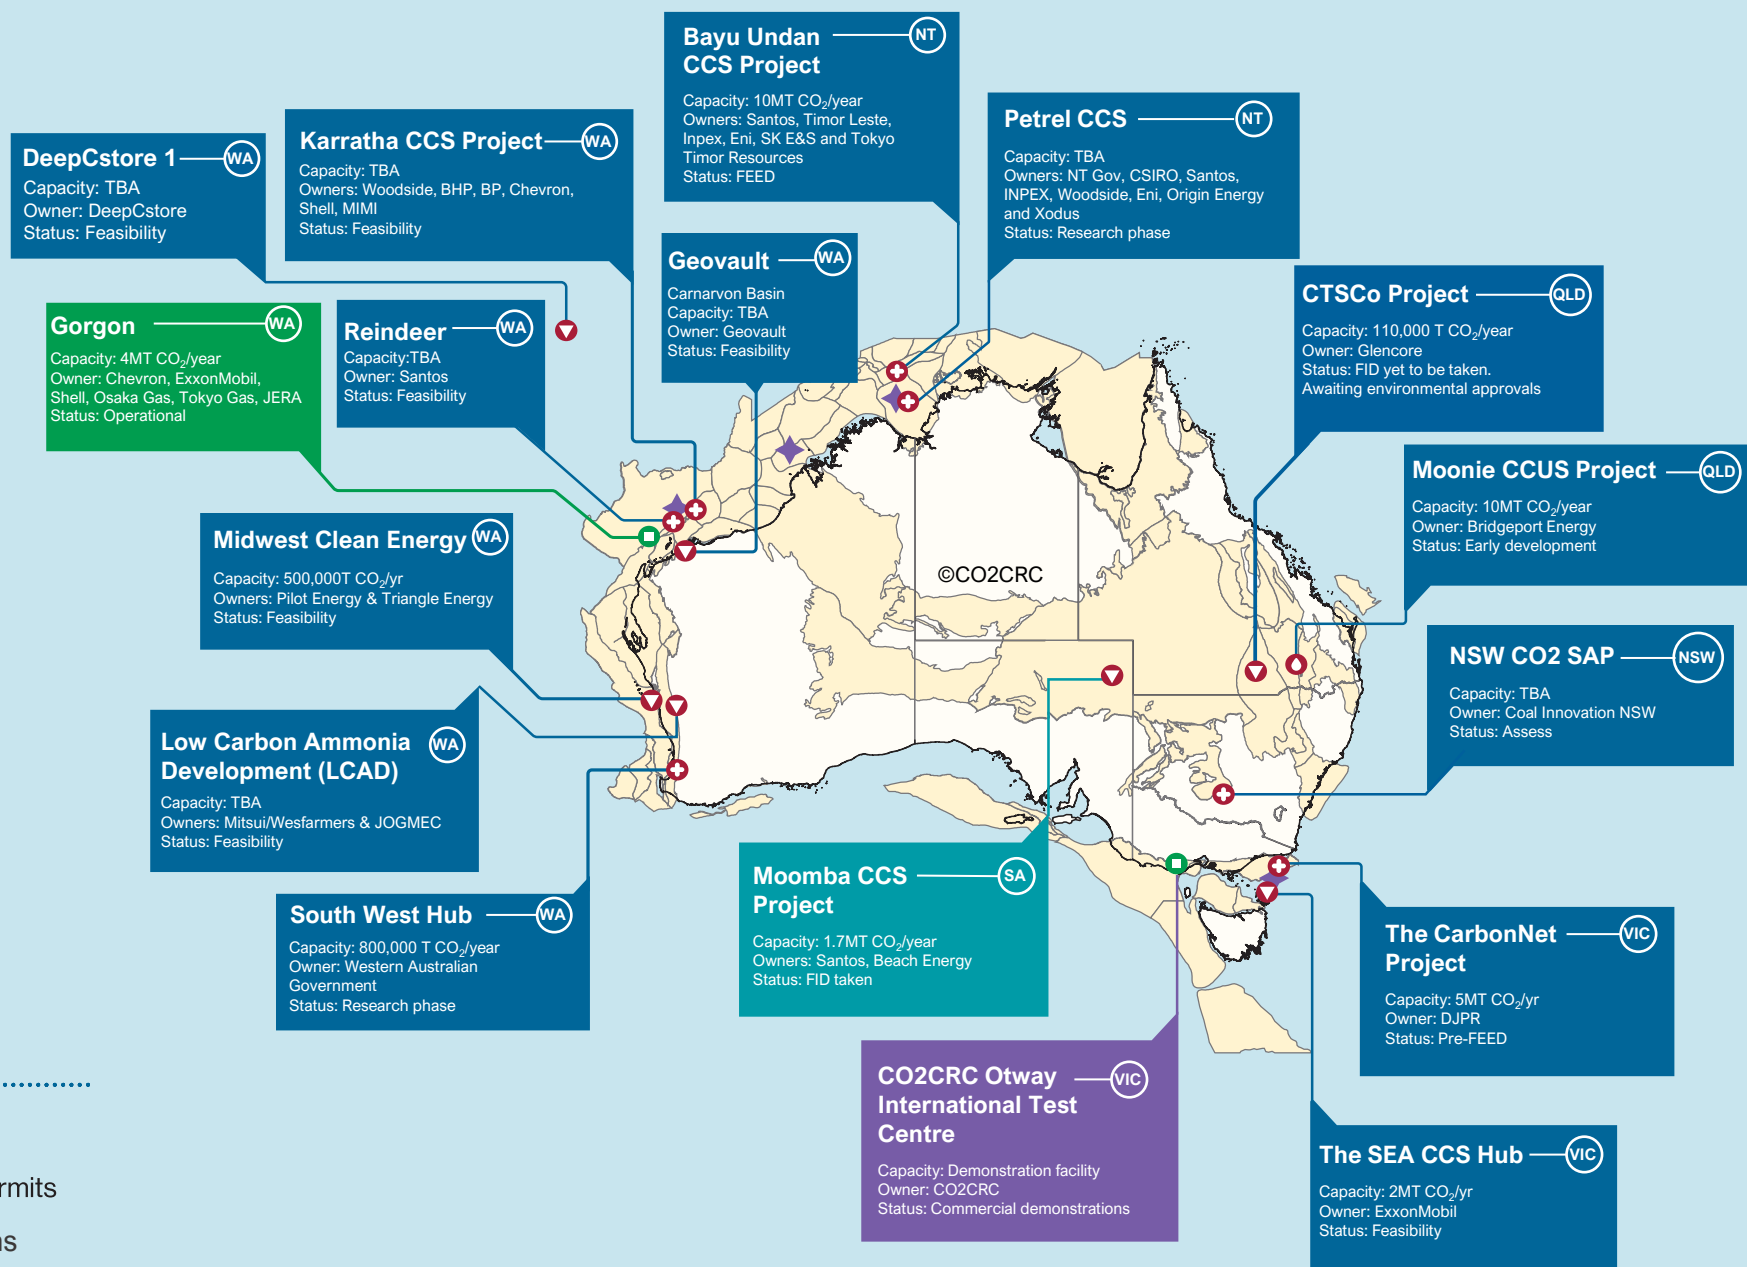 Bayu Undan
CCS Project
NT
Capacity: 10MT CO₂/year
Owners: Santos, Timor Leste,
Inpex, Eni, SK E&S and Tokyo
Timor Resources
Status: FEED
Petrel CCS
NT
Capacity: TBA
Owners: NT Gov, CSIRO, Santos,
INPEX, Woodside, Eni, Origin Energy
and Xodus
Status: Research phase
DeepCstore 1
WA
Capacity: TBA
Owner: DeepCstore
Status: Feasibility
Karratha CCS Project
WA
Capacity: TBA
Owners: Woodside, BHP, BP, Chevron,
Shell, MIMI
Status: Feasibility
Geovault
WA
Carnarvon Basin
Capacity: TBA
Owner: Geovault
Status: Feasibility
CTSCo Project
QLD
Capacity: 110,000 T CO₂/year
Owner: Glencore
Status: FID yet to be taken.
Awaiting environmental approvals
Gorgon
WA
Capacity: 4MT CO₂/year
Owner: Chevron, ExxonMobil,
Shell, Osaka Gas, Tokyo Gas, JERA
Status: Operational
Reindeer
WA
Capacity:TBA
Owner: Santos
Status: Feasibility
Moonie CCUS Project
QLD
Capacity: 10MT CO₂/year
Owner: Bridgeport Energy
Status: Early development
Midwest Clean Energy
WA
Capacity: 500,000T CO₂/yr
Owners: Pilot Energy & Triangle Energy
Status: Feasibility
©CO2CRC
NSW CO2 SAP
NSW
Capacity: TBA
Owner: Coal Innovation NSW
Status: Assess
Low Carbon Ammonia
Development (LCAD)
WA
Capacity: TBA
Owners: Mitsui/Wesfarmers & JOGMEC
Status: Feasibility
South West Hub
WA
Capacity: 800,000 T CO₂/year
Owner: Western Australian
Government
Status: Research phase
Moomba CCS
Project
SA
Capacity: 1.7MT CO₂/year
Owners: Santos, Beach Energy
Status: FID taken
The CarbonNet
Project
VIC
Capacity: 5MT CO₂/yr
Owner: DJPR
Status: Pre-FEED
CO2CRC Otway
International Test
Centre
VIC
Capacity: Demonstration facility
Owner: CO2CRC
Status: Commercial demonstrations
The SEA CCS Hub
VIC
Capacity: 2MT CO₂/yr
Owner: ExxonMobil
Status: Feasibility
rmits
ns